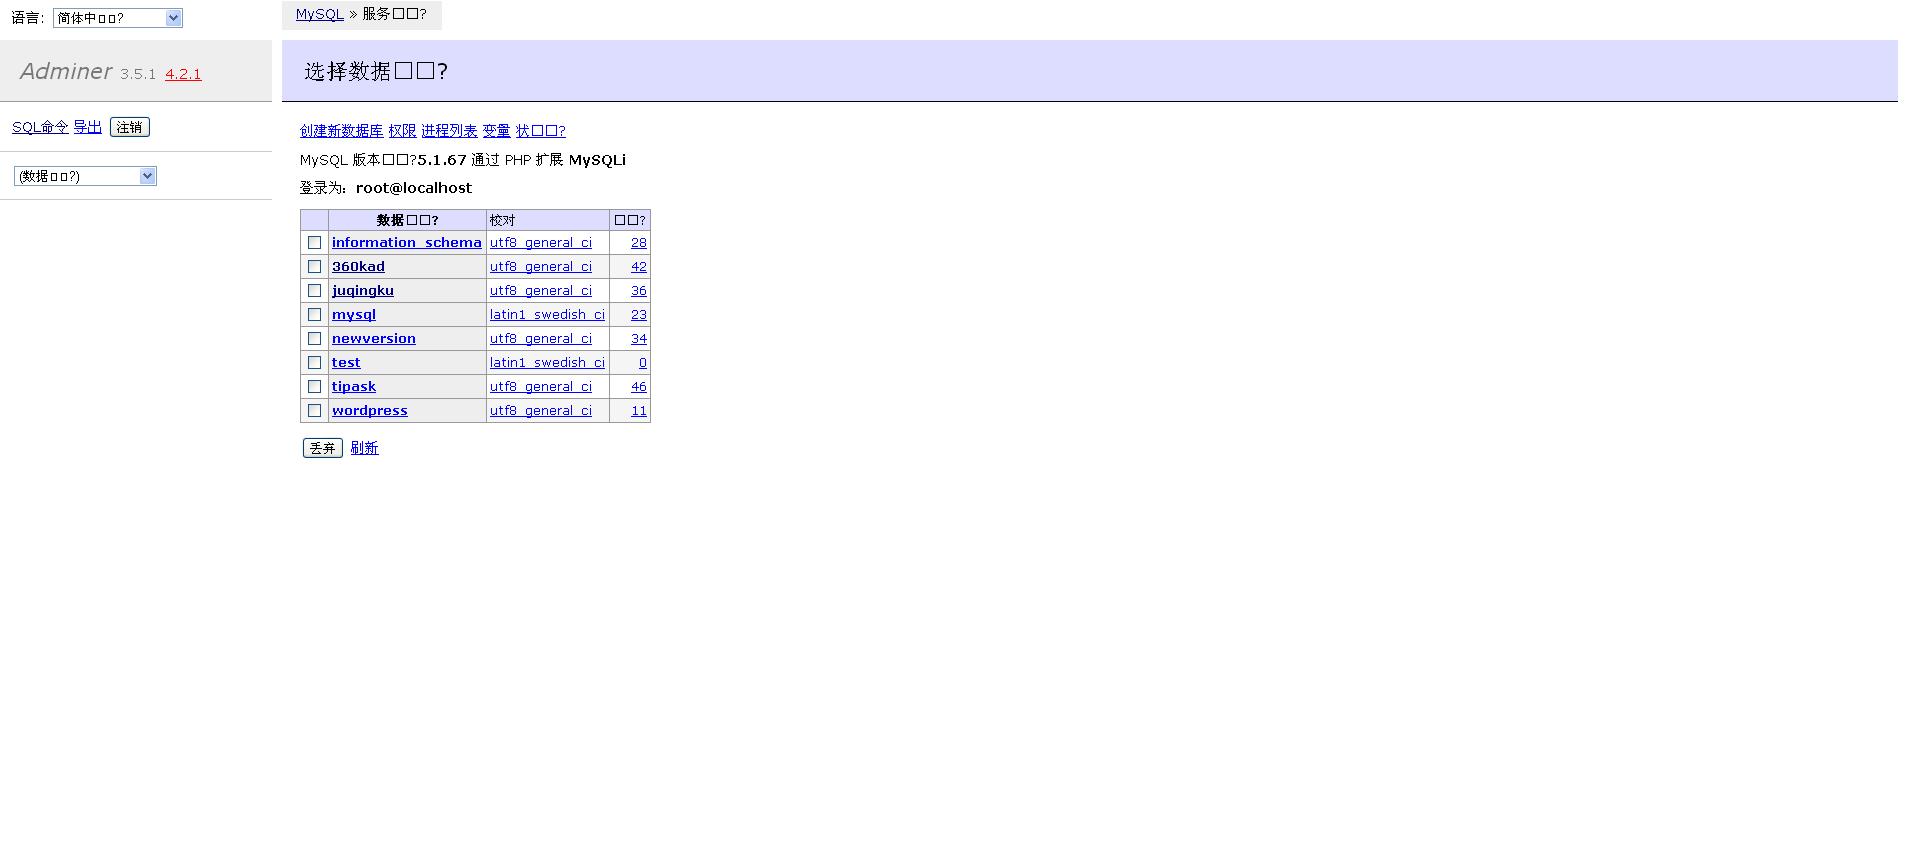 语言: 简体中□□?
MySQL » 服务□□?
Adminer 3.5.1 4.2.1
选择数据□□?
SQL命令 导出 注销
创建新数据库 权限 进程列表 变量 状□□?
MySQL 版本□□?5.1.67 通过 PHP 扩展 MySQLi
(数据□□?)
登录为: root@localhost
数据□□? 校对 □□?
information_schema utf8_general_ci 28
360kad utf8_general_ci 42
juqingku utf8_general_ci 36
mysql latin1_swedish_ci 23
newversion utf8_general_ci 34
test latin1_swedish_ci 0
tipask utf8_general_ci 46
wordpress utf8_general_ci 11
丢弃 刷新